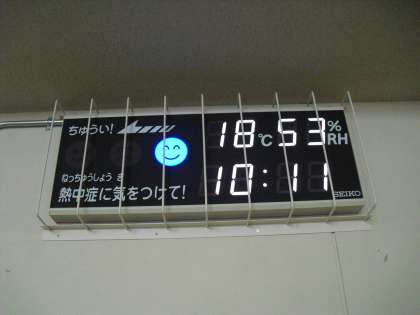 ちゅうい!
18℃ 53%RH
ねっちゅうしょう き
熱中症に気をつけて!
10:11
SEIKO